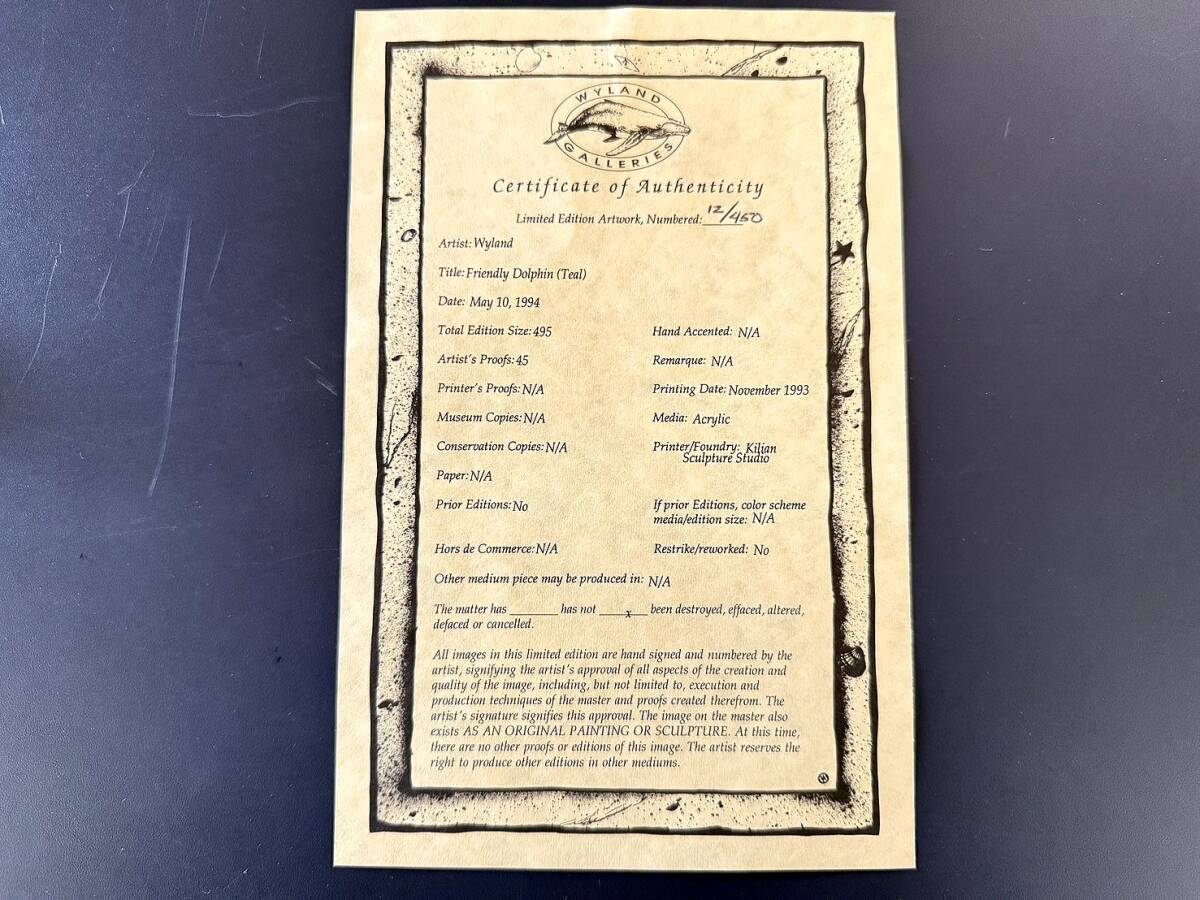 WYLAND
GALLERIES
Certificate of Authenticity
Limited Edition Artwork, Numbered: 12/450
Artist: Wyland
Title: Friendly Dolphin (Teal)
Date: May 10, 1994
Total Edition Size: 495 Hand Accented: N/A
Artist's Proofs: 45 Remarque: N/A
Printer's Proofs: N/A Printing Date: November 1993
Museum Copies: N/A Media: Acrylic
Conservation Copies: N/A Printer/Foundry: Kilian
Sculpture Studio
Paper: N/A
Prior Editions: No If prior Editions, color scheme
media/edition size: N/A
Hors de Commerce: N/A Restrike/reworked: No
Other medium piece may be produced in: N/A
The matter has ________ has not ____x___ been destroyed, effaced, altered,
defaced or cancelled.
All images in this limited edition are hand signed and numbered by the
artist, signifying the artist's approval of all aspects of the creation and
quality of the image, including, but not limited to, execution and
production techniques of the master and proofs created therefrom. The
artist's signature signifies this approval. The image on the master also
exists AS AN ORIGINAL PAINTING OR SCULPTURE. At this time,
there are no other proofs or editions of this image. The artist reserves the
right to produce other editions in other mediums.